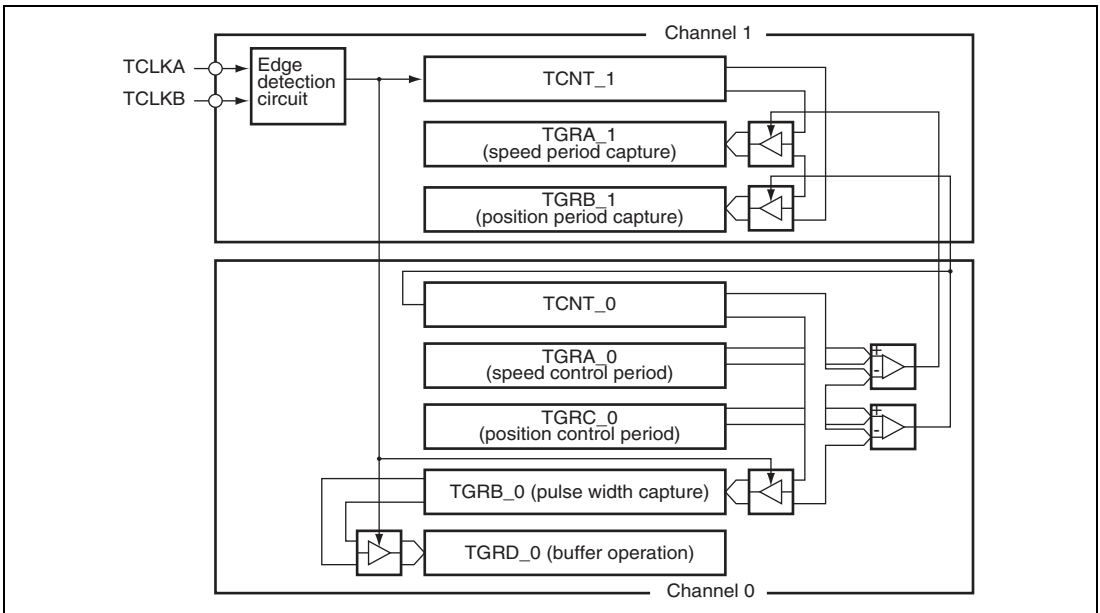 Channel 1
TCLKA
TCLKB
Edge
detection
circuit
TCNT_1
TGRA_1
(speed period capture)
TGRB_1
(position period capture)
TCNT_0
TGRA_0
(speed control period)
+
-
TGRC_0
(position control period)
+
-
TGRB_0 (pulse width capture)
TGRD_0 (buffer operation)
Channel 0